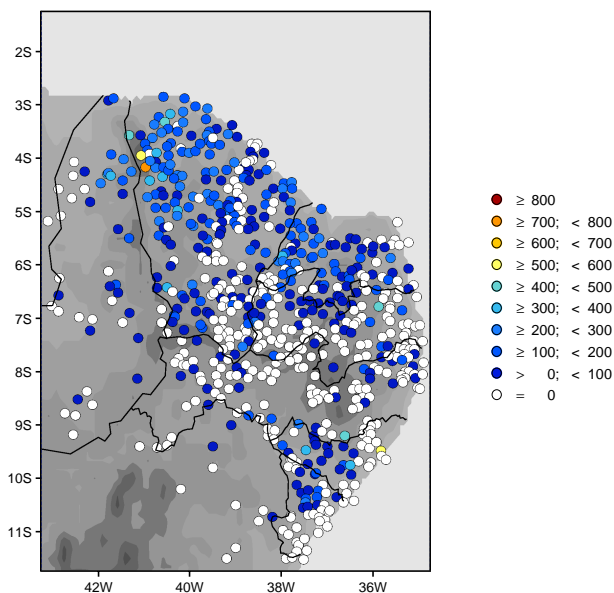 2S
3S
4S
5S
6S
7S
8S
9S
10S
11S
42W 40W 38W 36W
≥ 800
≥ 700; < 800
≥ 600; < 700
≥ 500; < 600
≥ 400; < 500
≥ 300; < 400
≥ 200; < 300
≥ 100; < 200
> 0; < 100
= 0